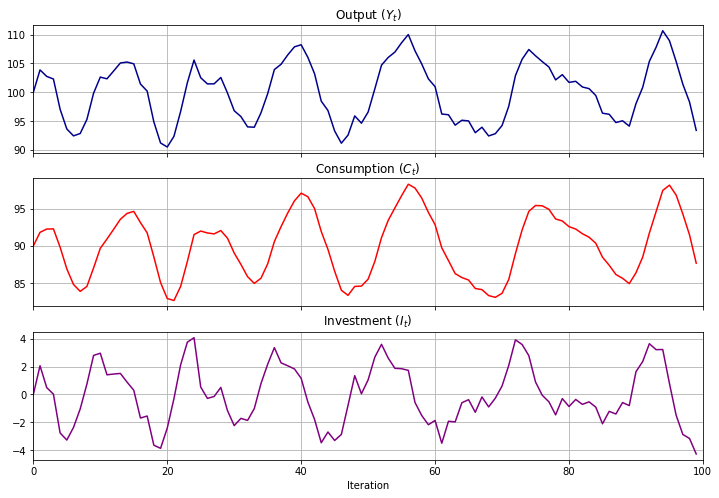 Output (Y_t)
110
105
100
95
90
Consumption (C_t)
95
90
85
Investment (I_t)
4
2
0
−2
−4
0 20 40 60 80 100
Iteration